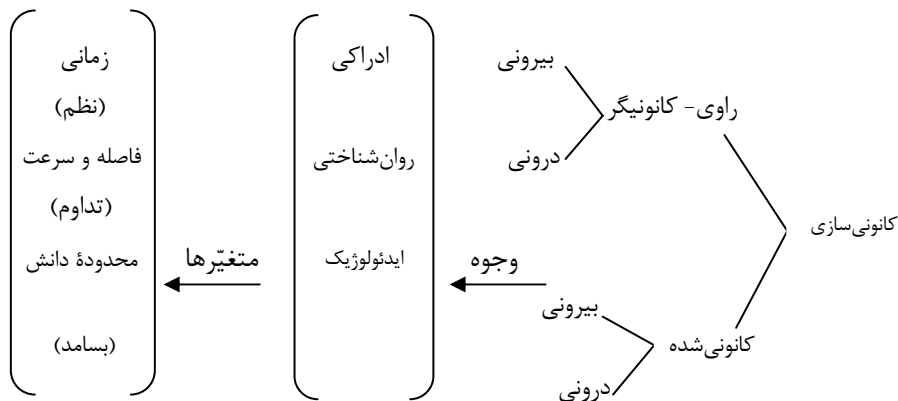 کانونی‌سازی
راوی- کانونیگر
بیرونی
درونی
کانونی‌شده
بیرونی
درونی
وجوه
ادراکی
روان‌شناختی
ایدئولوژیک
متغیّرها
زمانی
(نظم)
فاصله و سرعت
(تداوم)
محدودۀ دانش
(بسامد)